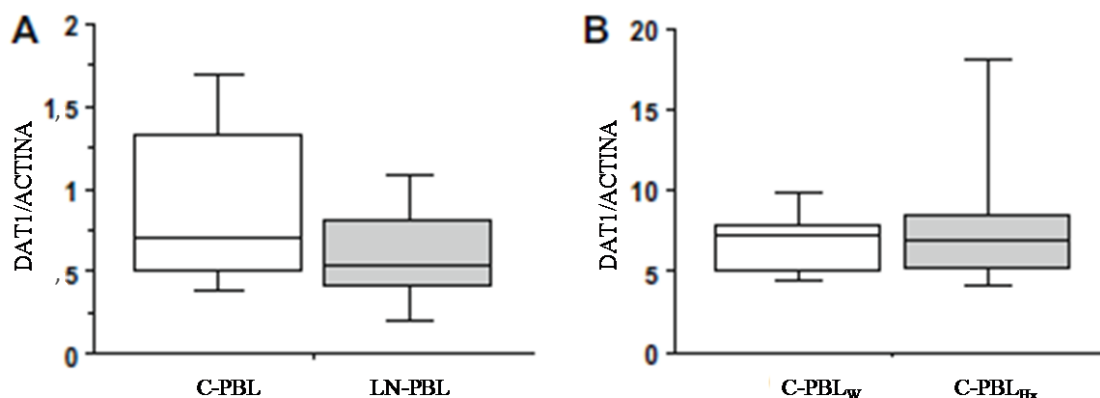 A
B
2
1,5
1
,5
0
DAT1/ACTINA
C-PBL
LN-PBL
20
15
10
5
0
DAT1/ACTINA
C-PBLW
C-PBLHx